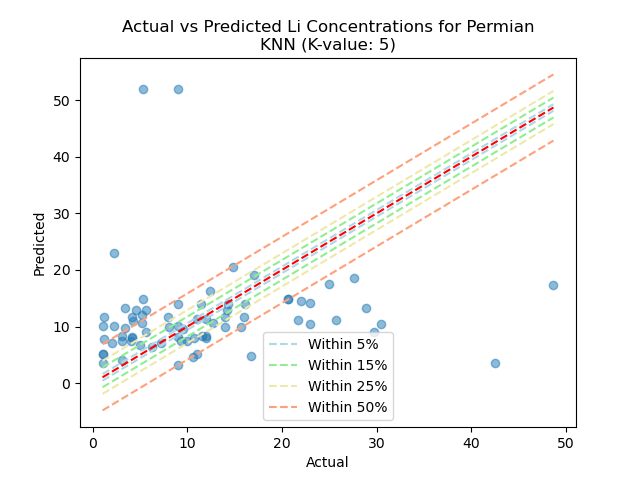 Actual vs Predicted Li Concentrations for Permian
KNN (K-value: 5)
Predicted
50
40
30
20
10
0
Within 5%
Within 15%
Within 25%
Within 50%
0 10 20 30 40 50
Actual